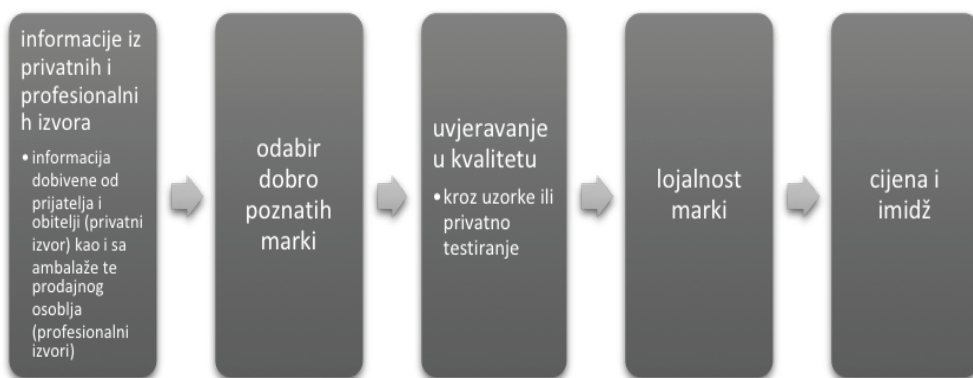 informacije iz
privatnih i
profesionalni
h izvora
• informacija
dobivene od
prijatelja i
obitelji (privatni
izvor) kao i sa
ambalaže te
prodajnog
osoblja
(profesionalni
izvori)
odabir
dobro
poznatih
marki
uvjeravanje
u kvalitetu
• kroz uzorke ili
privatno
testiranje
lojalnost
marki
cijena i
imidž